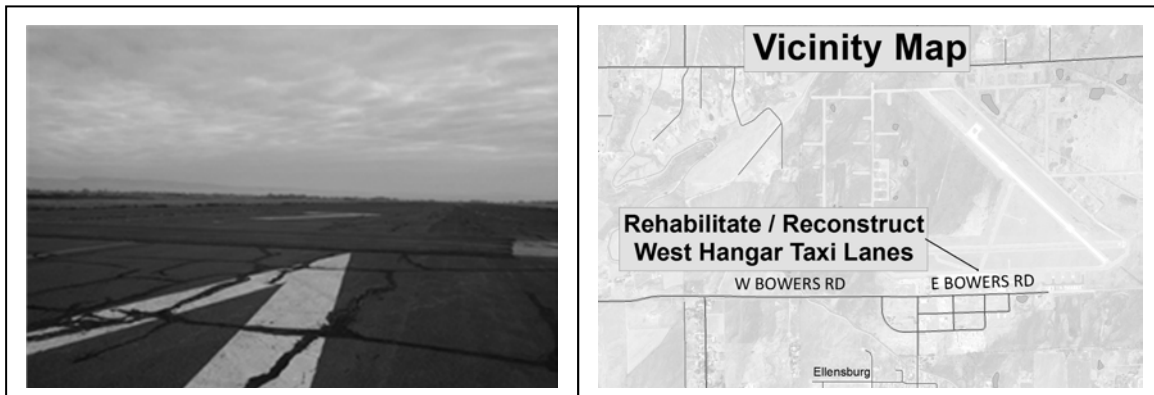 Vicinity Map
Rehabilitate / Reconstruct
West Hangar Taxi Lanes
W BOWERS RD
E BOWERS RD
Ellensburg